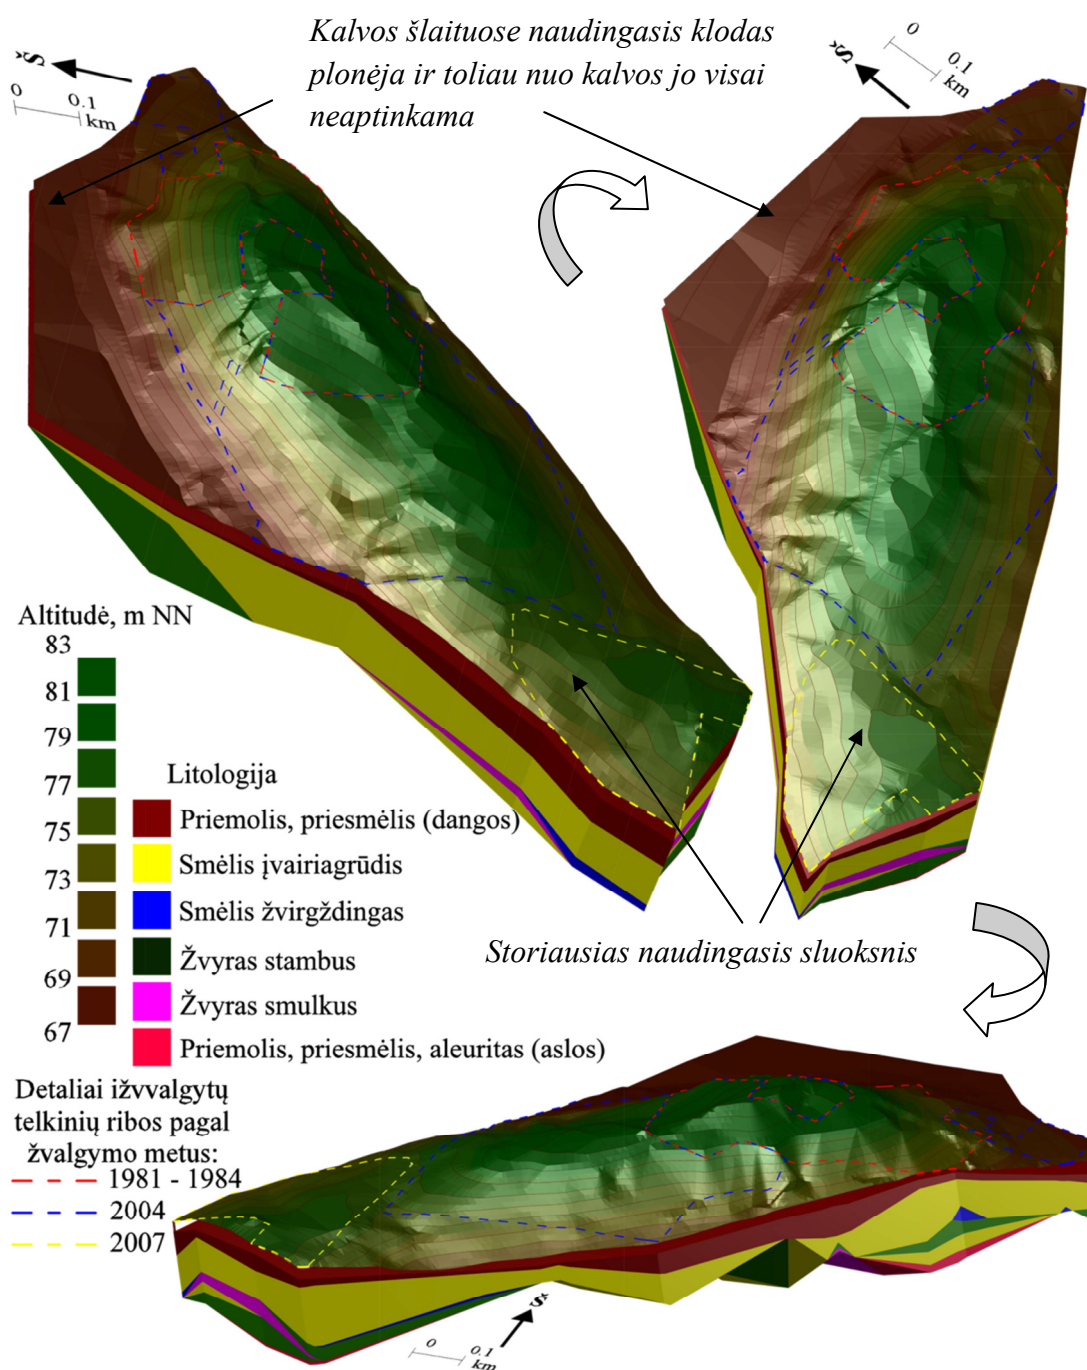 Kalvos šlaituose naudingasis klodas
plonėja ir toliau nuo kalvos jo visai
neaptinkama
Š
0 0.1
km
Š
0
0.1
km
Altitudė, m NN
83
81
79
77
75
73
71
69
67
Litologija
Priemolis, priesmėlis (dangos)
Smėlis įvairiagrūdis
Smėlis žvirgždingas
Žvyras stambus
Žvyras smulkus
Priemolis, priesmėlis, aleuritas (aslos)
Storiausias naudingasis sluoksnis
Detaliai ižvvalgytų
telkinių ribos pagal
žvalgymo metus:
1981 - 1984
2004
2007
Š
0 0.1
km